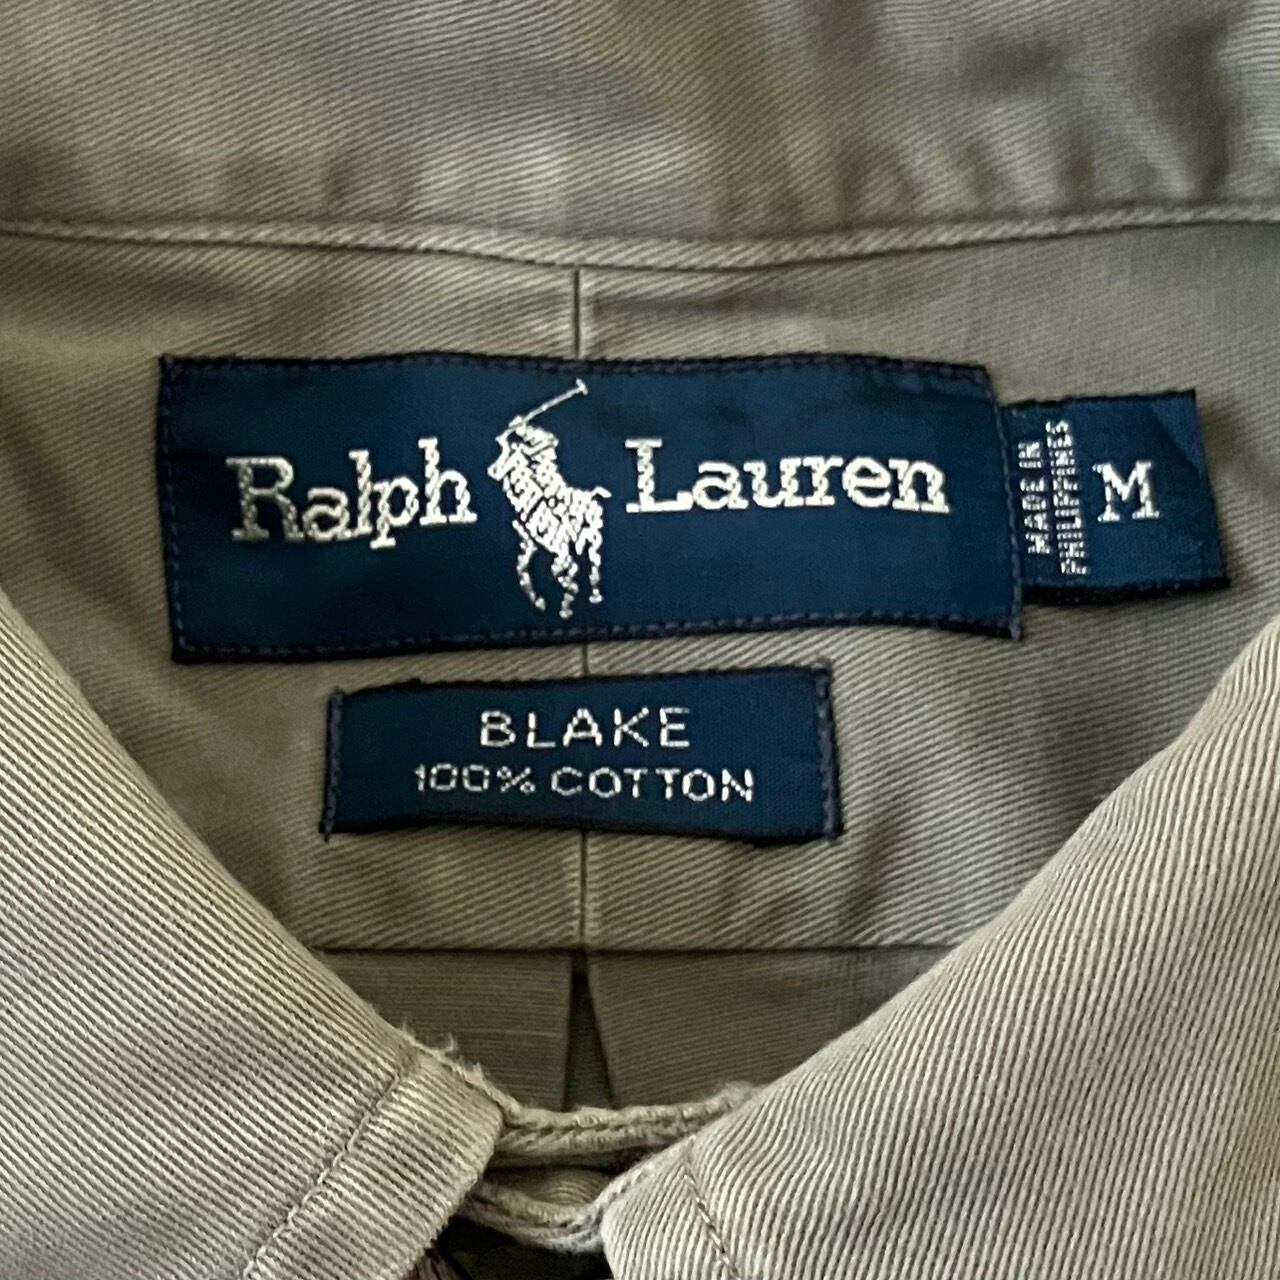 Ralph Lauren
MADE IN
PHILIPPINES
M
BLAKE
100% COTTON